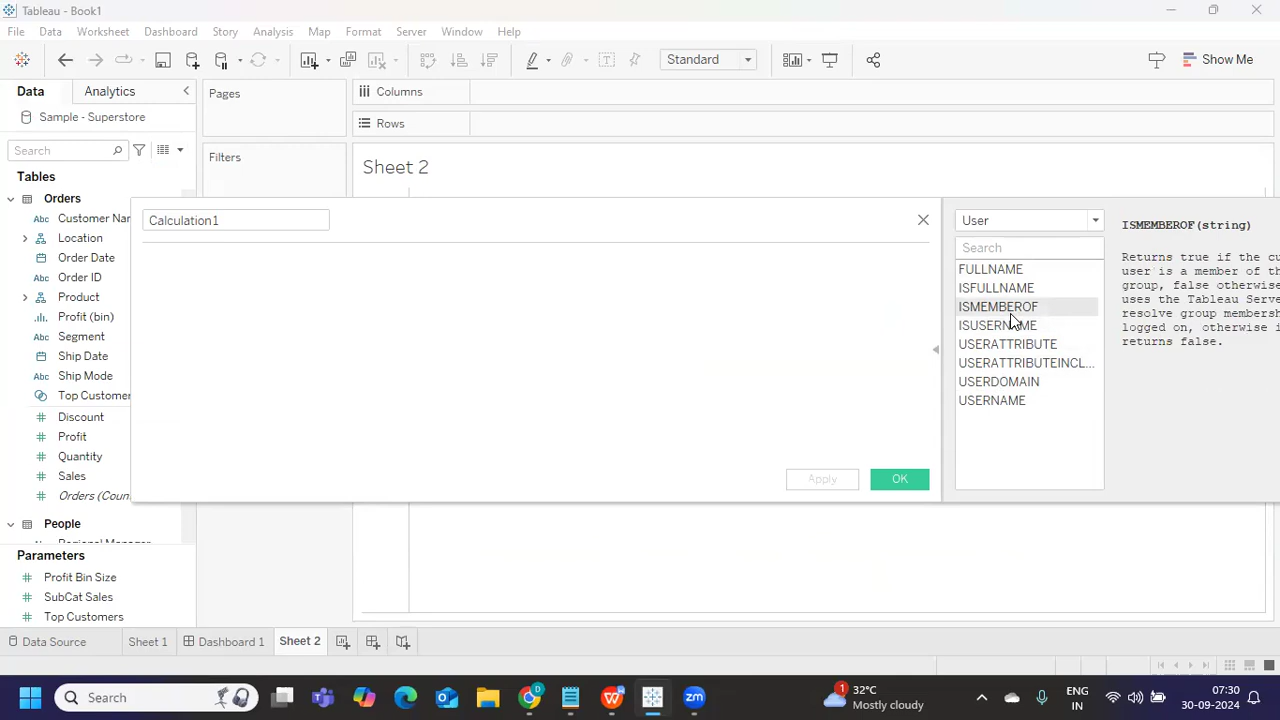 Tableau - Book1
File Data Worksheet Dashboard Story Analysis Map Format Server Window Help
Standard
Show Me
Data Analytics
Pages
Columns
Sample - Superstore
Rows
Search
Filters
Sheet 2
Tables
Orders
Abc Customer Nar
Location
Order Date
Abc Order ID
Product
Profit (bin)
Abc Segment
Ship Date
Abc Ship Mode
Top Customer
Discount
Profit
Quantity
Sales
Orders (Coun
People
Parameters
Profit Bin Size
SubCat Sales
Top Customers
Calculation1
Apply OK
User
Search
FULLNAME
ISFULLNAME
ISMEMBEROF
ISUSERNAME
USERATTRIBUTE
USERATTRIBUTEINCL...
USERDOMAIN
USERNAME
ISMEMBEROF(string)
Returns true if the cu
user is a member of th
group, false otherwise
uses the Tableau Serve
resolve group membersh
logged on, otherwise i
returns false.
Data Source Sheet 1 Dashboard 1 Sheet 2
Search
1
32°C
Mostly cloudy
ENG
IN
07:30
30-09-2024